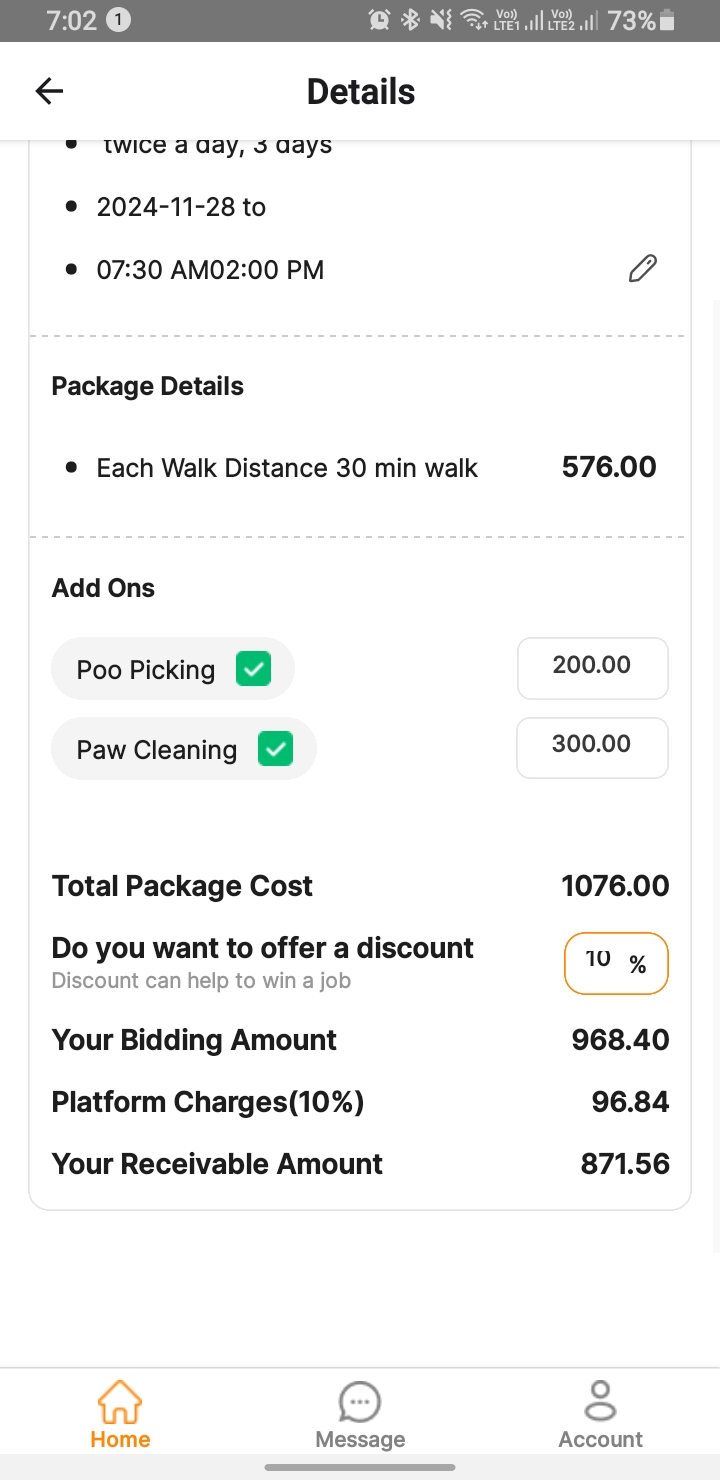 7:02 1 Vo)) LTE1 Vo)) LTE2 73%
Details
twice a day, 3 days
2024-11-28 to
07:30 AM02:00 PM
Package Details
Each Walk Distance 30 min walk 576.00
Add Ons
Poo Picking 200.00
Paw Cleaning 300.00
Total Package Cost 1076.00
Do you want to offer a discount 10 %
Discount can help to win a job
Your Bidding Amount 968.40
Platform Charges(10%) 96.84
Your Receivable Amount 871.56
Home Message Account